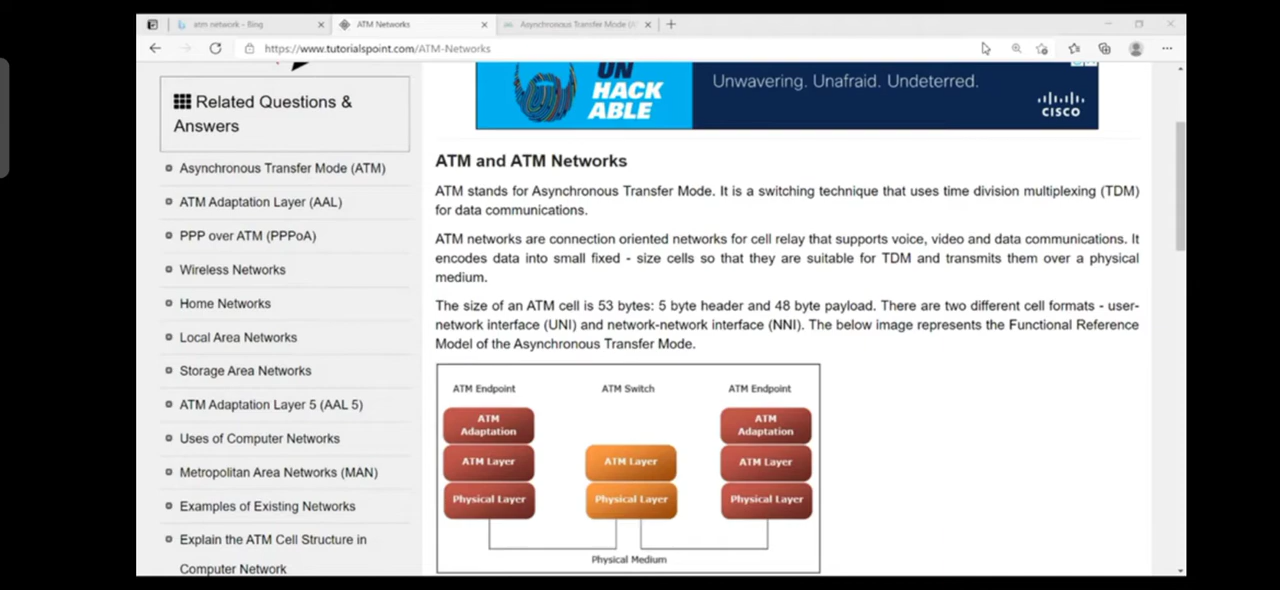 atm network - Bing
ATM Networks
Asynchronous Transfer Mode (A
https://www.tutorialspoint.com/ATM-Networks
UN
HACK
ABLE
Unwavering. Unafraid. Undeterred.
CISCO
Related Questions &
Answers
Asynchronous Transfer Mode (ATM)
ATM Adaptation Layer (AAL)
PPP over ATM (PPPoA)
Wireless Networks
Home Networks
Local Area Networks
Storage Area Networks
ATM Adaptation Layer 5 (AAL 5)
Uses of Computer Networks
Metropolitan Area Networks (MAN)
Examples of Existing Networks
Explain the ATM Cell Structure in
Computer Network
ATM and ATM Networks
ATM stands for Asynchronous Transfer Mode. It is a switching technique that uses time division multiplexing (TDM)
for data communications.
ATM networks are connection oriented networks for cell relay that supports voice, video and data communications. It
encodes data into small fixed - size cells so that they are suitable for TDM and transmits them over a physical
medium.
The size of an ATM cell is 53 bytes: 5 byte header and 48 byte payload. There are two different cell formats - user-
network interface (UNI) and network-network interface (NNI). The below image represents the Functional Reference
Model of the Asynchronous Transfer Mode.
ATM Endpoint
ATM Switch
ATM Endpoint
ATM
Adaptation
ATM
Adaptation
ATM Layer
ATM Layer
ATM Layer
Physical Layer
Physical Layer
Physical Layer
Physical Medium